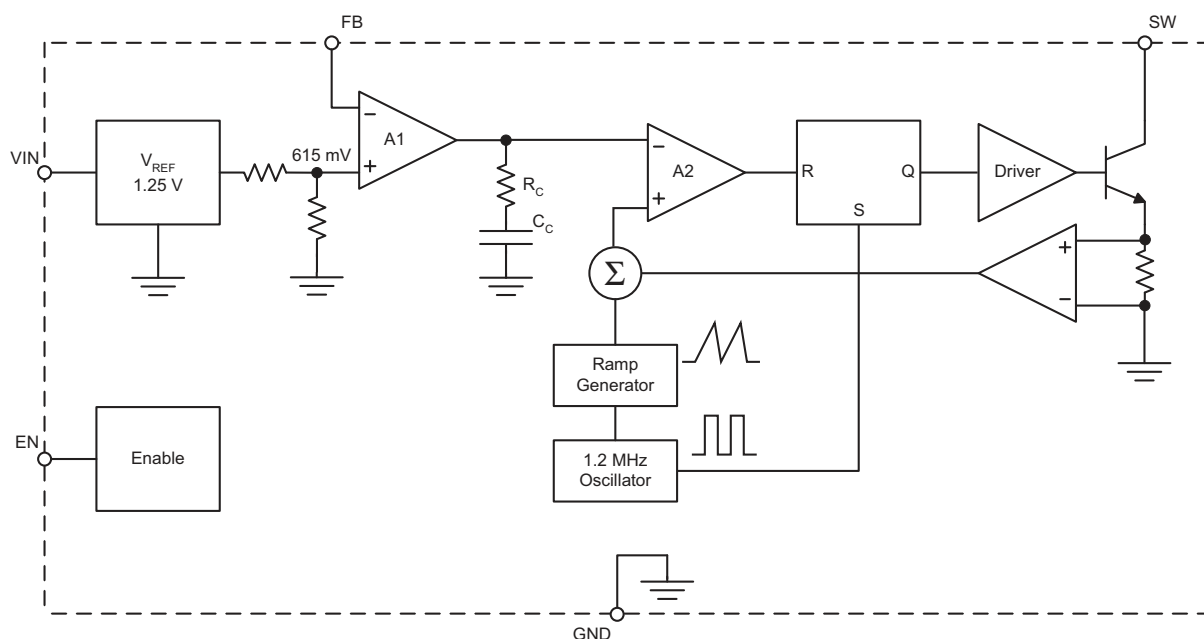 FB
SW
VIN
V_REF
1.25 V
615 mV
−
+
A1
R_C
C_C
−
+
A2
R
Q
S
Driver
+
−
Σ
Ramp
Generator
1.2 MHz
Oscillator
EN
Enable
GND